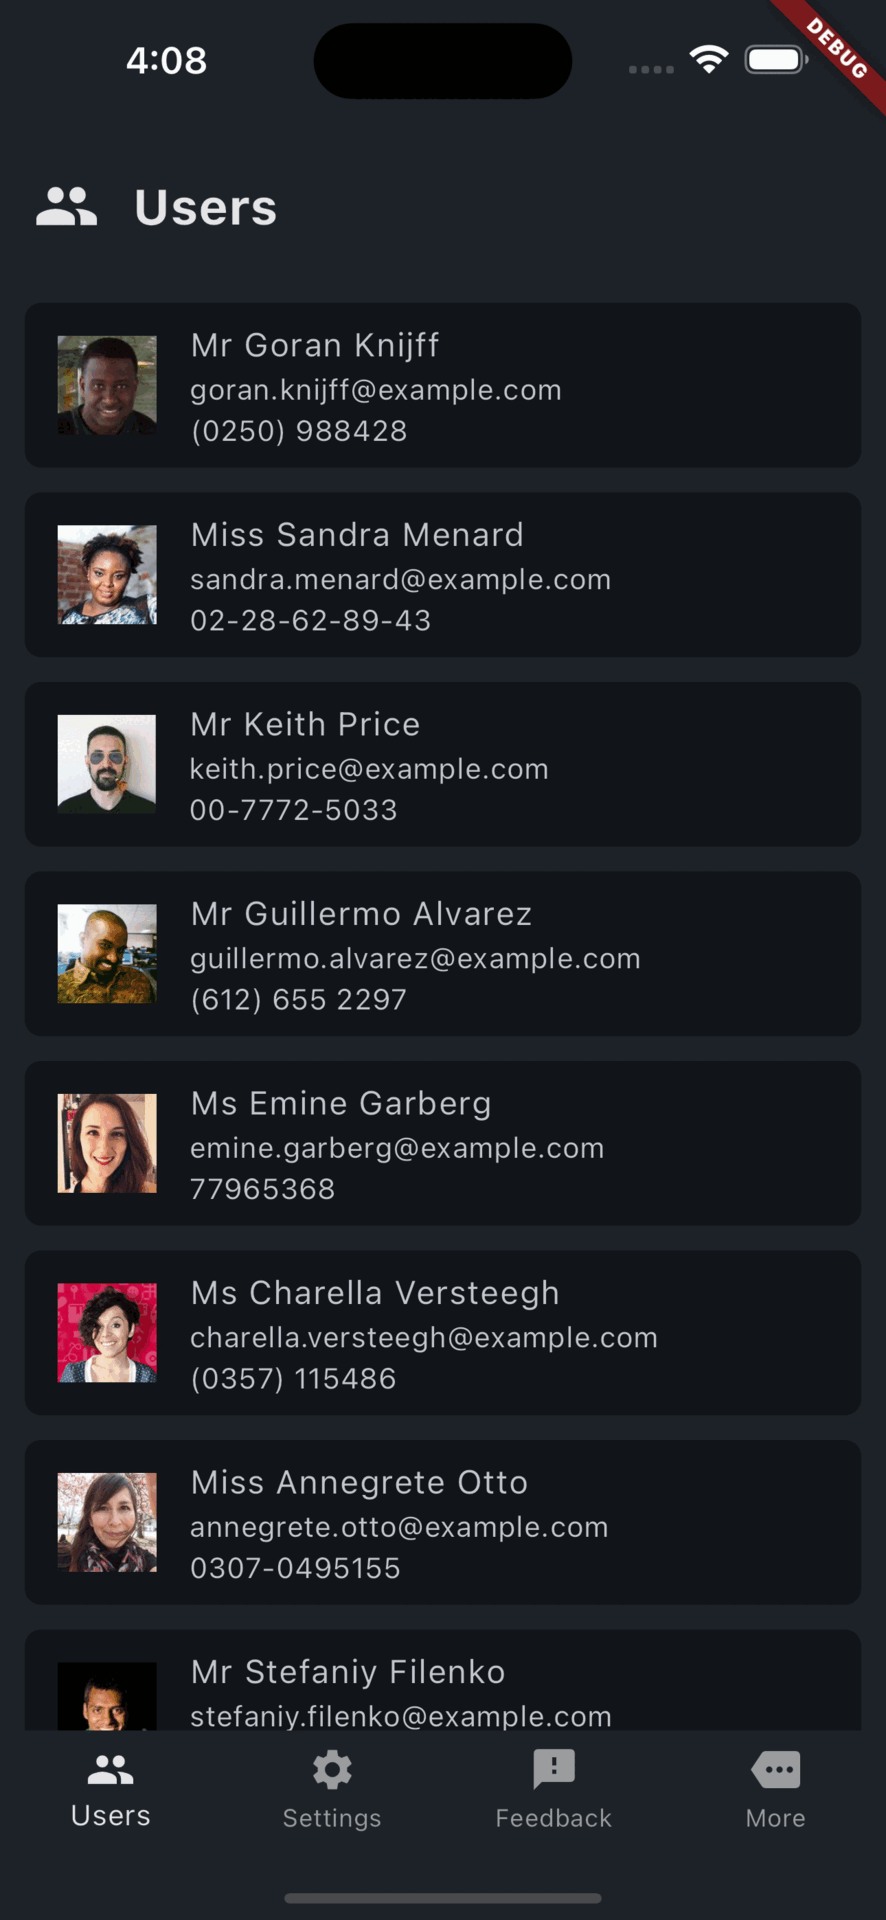 4:08
DEBUG
Users
Mr Goran Knijff
goran.knijff@example.com
(0250) 988428
Miss Sandra Menard
sandra.menard@example.com
02-28-62-89-43
Mr Keith Price
keith.price@example.com
00-7772-5033
Mr Guillermo Alvarez
guillermo.alvarez@example.com
(612) 655 2297
Ms Emine Garberg
emine.garberg@example.com
77965368
Ms Charella Versteegh
charella.versteegh@example.com
(0357) 115486
Miss Annegrete Otto
annegrete.otto@example.com
0307-0495155
Mr Stefaniy Filenko
stefaniy.filenko@example.com
Users
Settings
Feedback
More